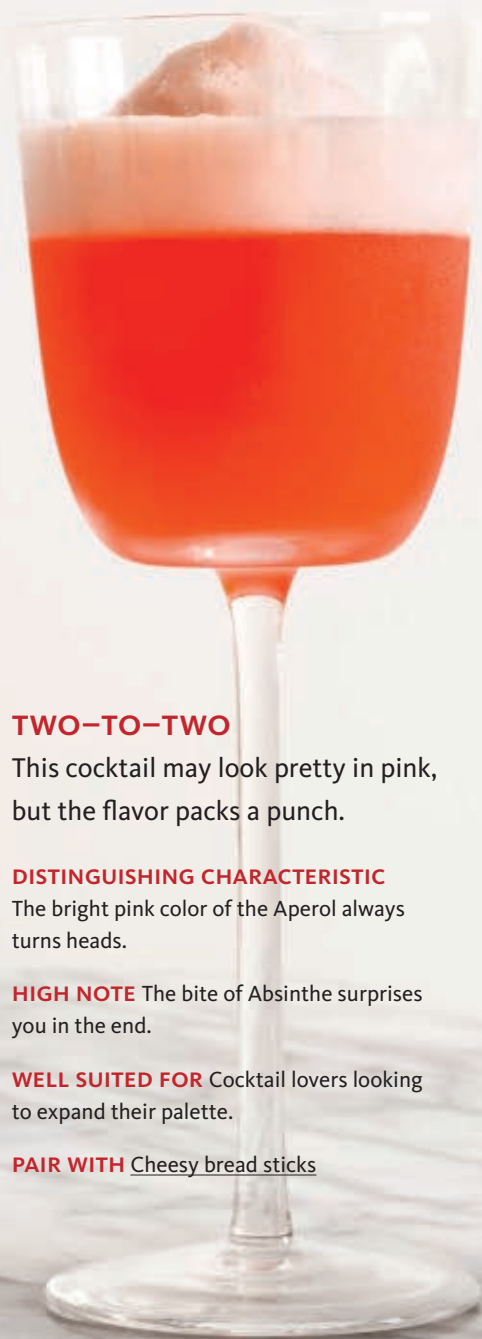 TWO–TO–TWO
This cocktail may look pretty in pink,
but the flavor packs a punch.
DISTINGUISHING CHARACTERISTIC
The bright pink color of the Aperol always
turns heads.
HIGH NOTE The bite of Absinthe surprises
you in the end.
WELL SUITED FOR Cocktail lovers looking
to expand their palette.
PAIR WITH Cheesy bread sticks